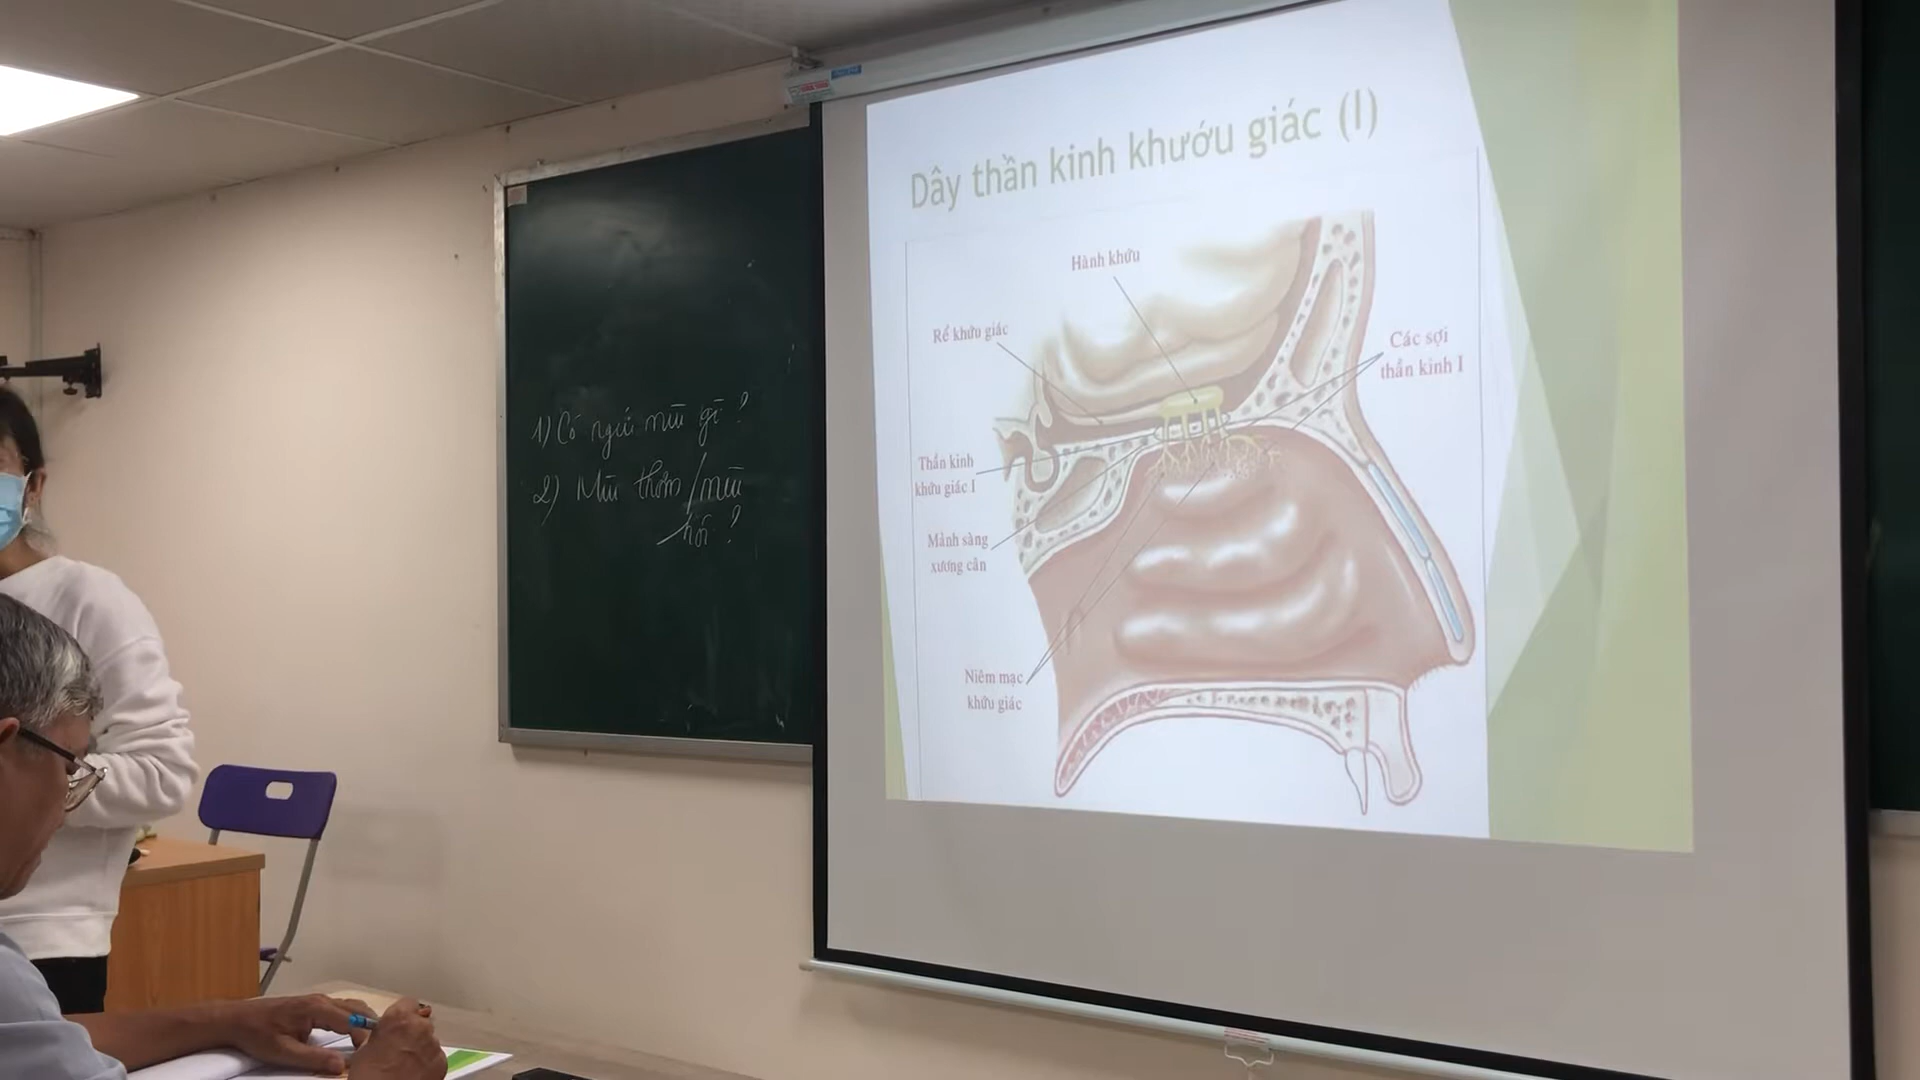 1) Có ngửi mùi gì ?
2) Mùi thơm / mùi
hôi ?
Dây thần kinh khướu giác (I)
Hành khứu
Rể khứu giác
Các sợi
thần kinh I
Thần kinh
khứu giác I
Mảnh sàng
xương cân
Niêm mạc
khứu giác